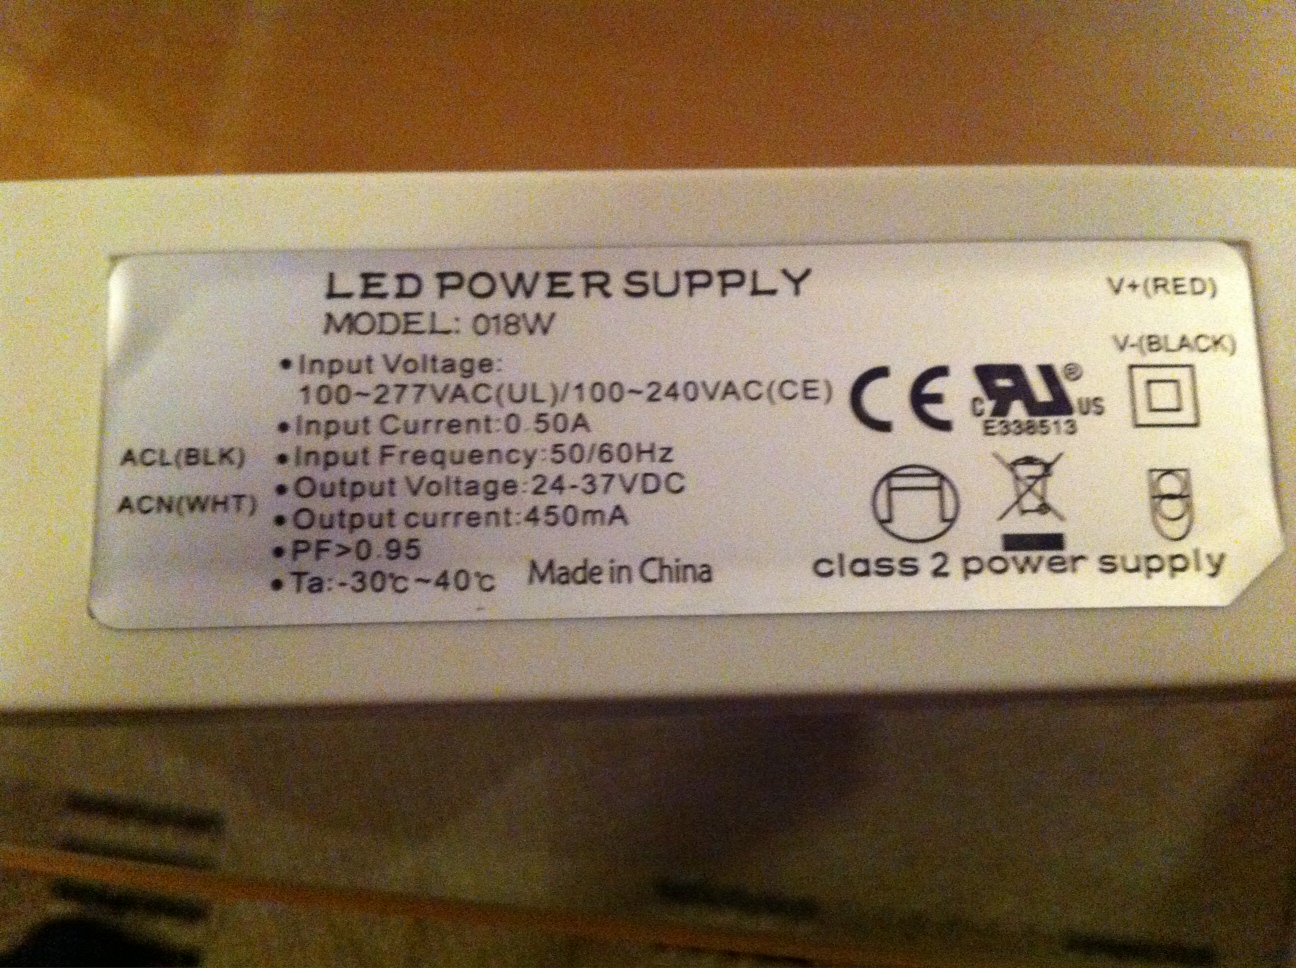 LED POWER SUPPLY
MODEL: 018W
• Input Voltage:
100~277VAC(UL)/100~240VAC(CE)
• Input Current:0.50A
• Input Frequency:50/60Hz
• Output Voltage:24-37VDC
• Output current:450mA
• PF>0.95
• Ta:-30℃~40℃
Made in China
ACL(BLK)
ACN(WHT)
V+(RED)
V-(BLACK)
CE
C RU US ®
E338513
class 2 power supply